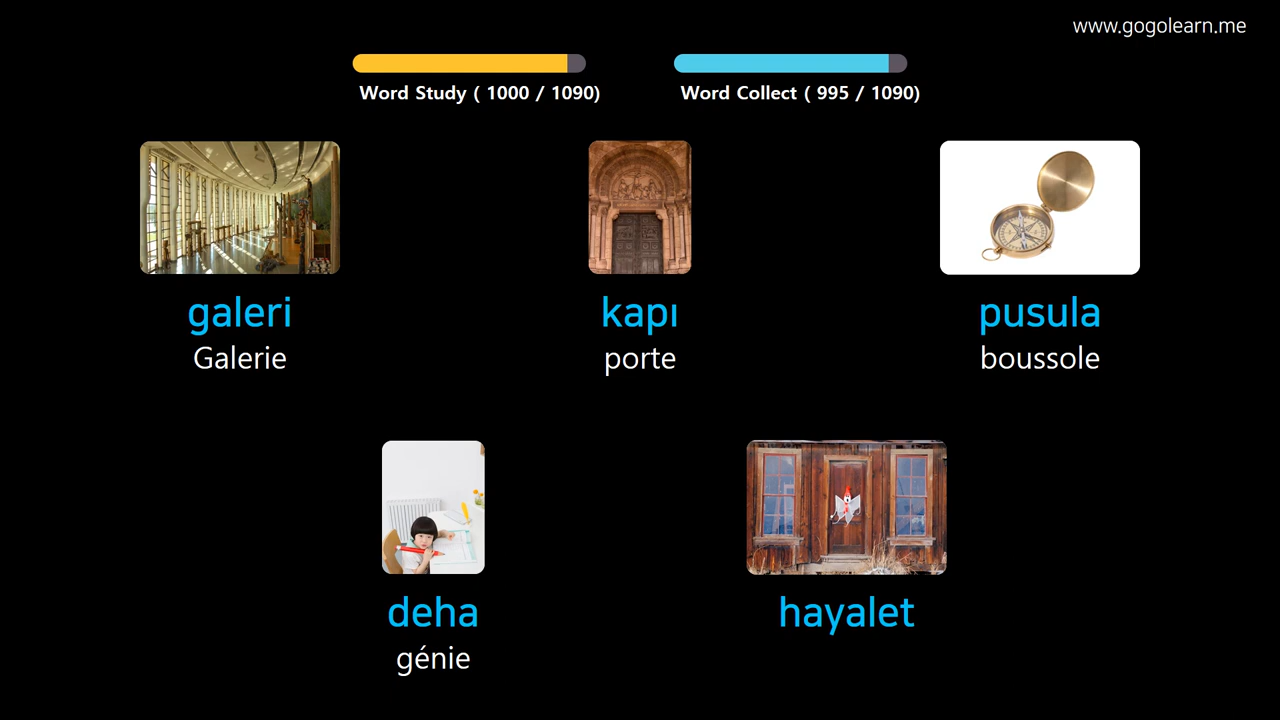 www.gogolearn.me
Word Study ( 1000 / 1090)
Word Collect ( 995 / 1090)
galeri
Galerie
kapı
porte
pusula
boussole
deha
génie
hayalet